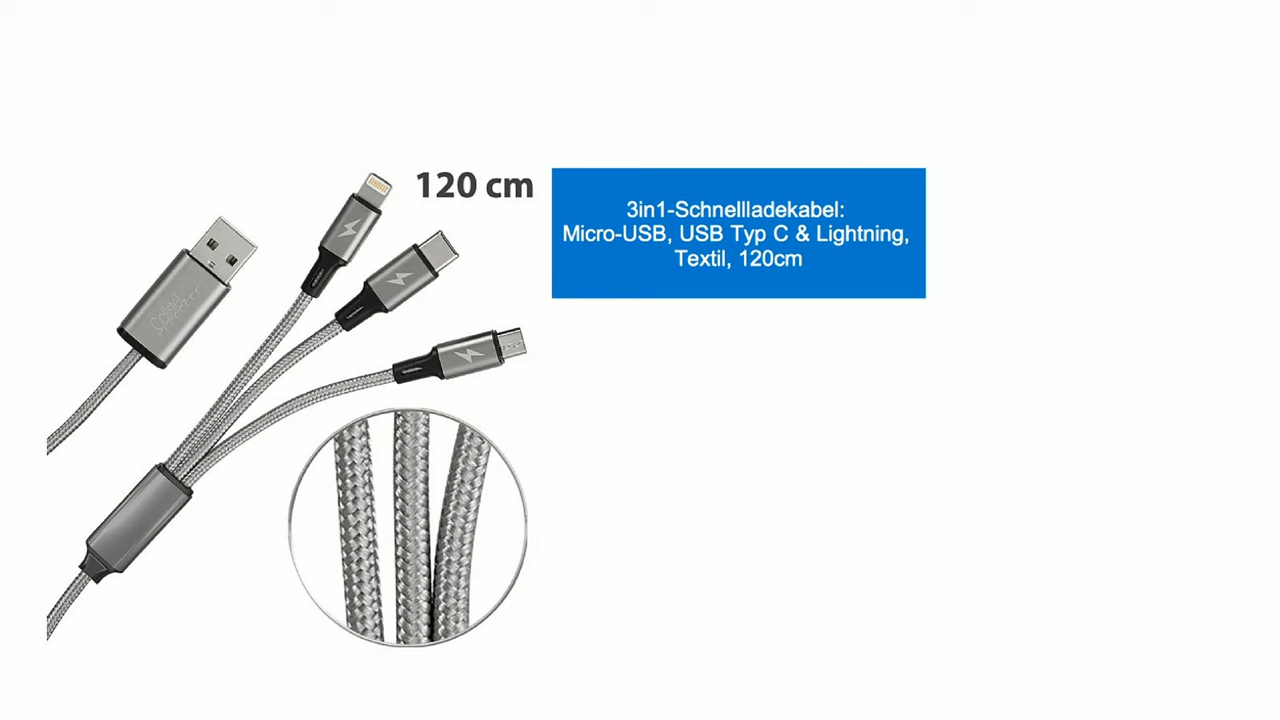 120 cm
3in1-Schnellladekabel:
Micro-USB, USB Typ C & Lightning,
Textil, 120cm